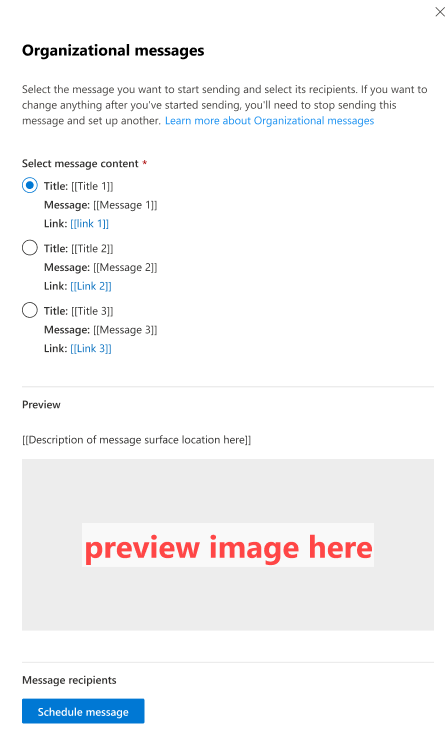 Organizational messages
Select the message you want to start sending and select its recipients. If you want to
change anything after you've started sending, you'll need to stop sending this
message and set up another. Learn more about Organizational messages
Select message content *
Title: [[Title 1]]
Message: [[Message 1]]
Link: [[link 1]]
Title: [[Title 2]]
Message: [[Message 2]]
Link: [[Link 2]]
Title: [[Title 3]]
Message: [[Message 3]]
Link: [[Link 3]]
Preview
[[Description of message surface location here]]
preview image here
Message recipients
Schedule message